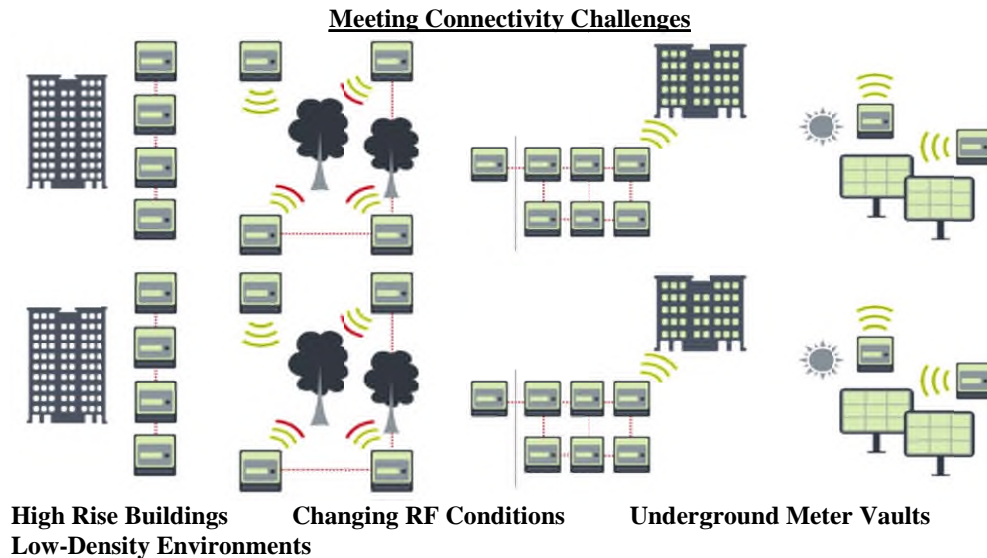 Meeting Connectivity Challenges
High Rise Buildings Changing RF Conditions Underground Meter Vaults
Low-Density Environments